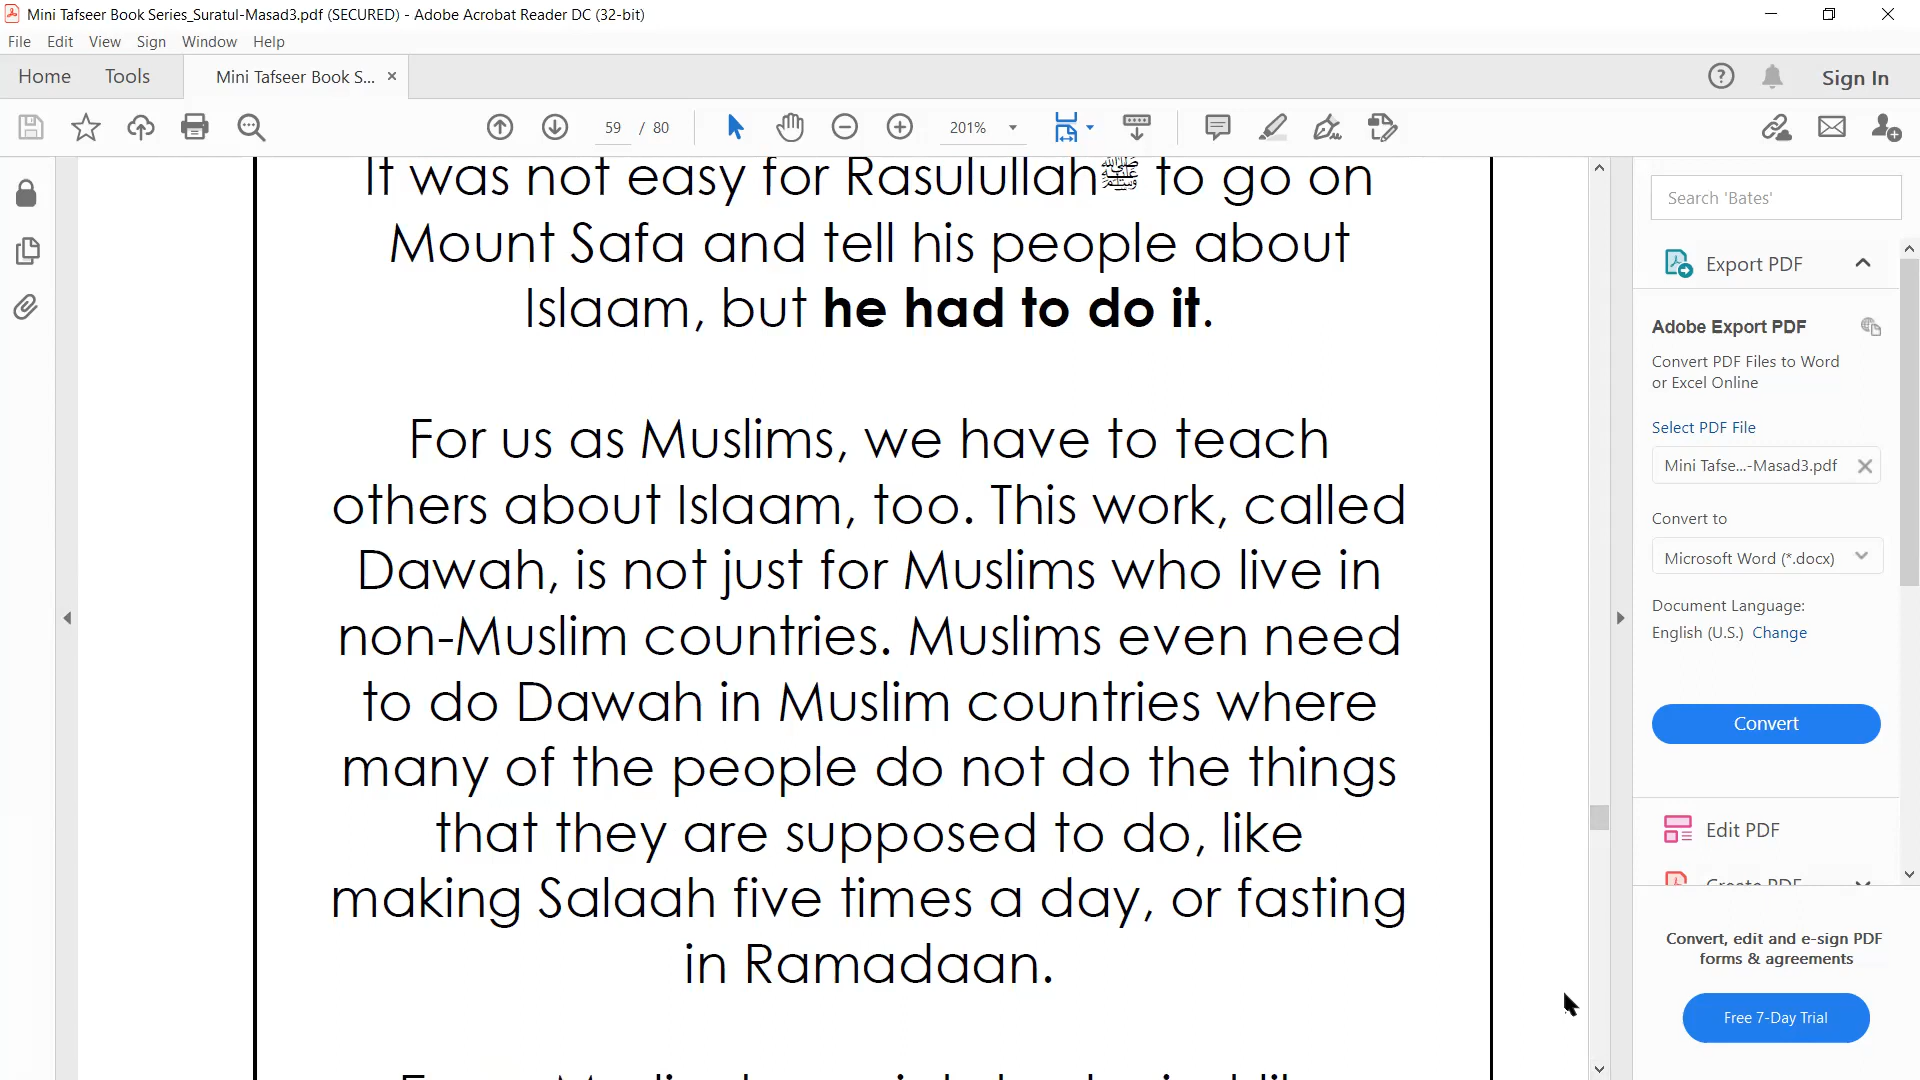 Mini Tafseer Book Series_Suratul-Masad3.pdf (SECURED) - Adobe Acrobat Reader DC (32-bit)
File Edit View Sign Window Help
Home Tools Mini Tafseer Book S... × Sign In
59 / 80 201%
It was not easy for Rasulullahﷺ to go on
Mount Safa and tell his people about
Islaam, but he had to do it.
For us as Muslims, we have to teach
others about Islaam, too. This work, called
Dawah, is not just for Muslims who live in
non-Muslim countries. Muslims even need
to do Dawah in Muslim countries where
many of the people do not do the things
that they are supposed to do, like
making Salaah five times a day, or fasting
in Ramadaan.
Search 'Bates'
Export PDF
Adobe Export PDF
Convert PDF Files to Word
or Excel Online
Select PDF File
Mini Tafse...-Masad3.pdf
Convert to
Microsoft Word (*.docx)
Document Language:
English (U.S.) Change
Convert
Edit PDF
Create PDF
Convert, edit and e-sign PDF
forms & agreements
Free 7-Day Trial